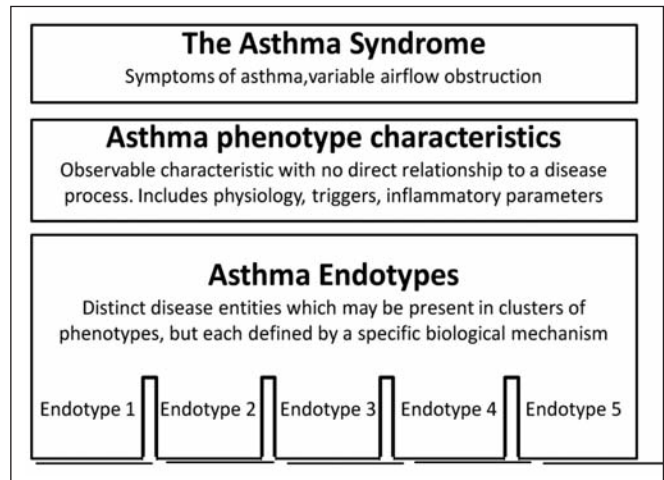 The Asthma Syndrome
Symptoms of asthma,variable airflow obstruction
Asthma phenotype characteristics
Observable characteristic with no direct relationship to a disease
process. Includes physiology, triggers, inflammatory parameters
Asthma Endotypes
Distinct disease entities which may be present in clusters of
phenotypes, but each defined by a specific biological mechanism
Endotype 1 Endotype 2 Endotype 3 Endotype 4 Endotype 5